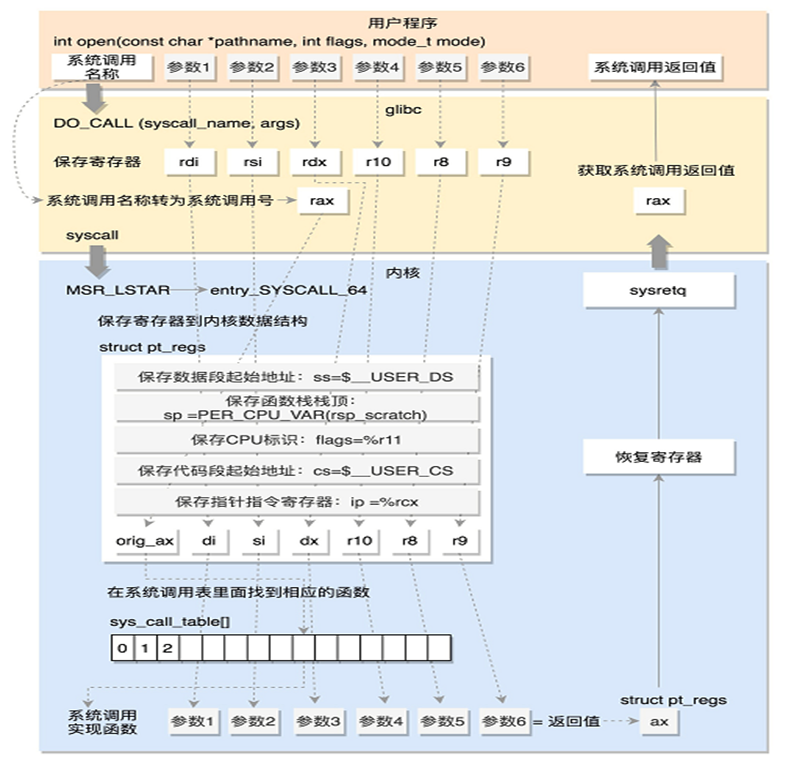 用户程序
int open(const char *pathname, int flags, mode_t mode)
系统调用
名称
参数1 参数2 参数3 参数4 参数5 参数6
系统调用返回值
glibc
DO_CALL (syscall_name, args)
保存寄存器 rdi rsi rdx r10 r8 r9
获取系统调用返回值
系统调用名称转为系统调用号 rax
rax
syscall
内核
MSR_LSTAR entry_SYSCALL_64
sysretq
保存寄存器到内核数据结构
struct pt_regs
保存数据段起始地址：ss=$__USER_DS
保存函数栈栈顶：
sp =PER_CPU_VAR(rsp_scratch)
保存CPU标识：flags=%r11
恢复寄存器
保存代码段起始地址：cs=$__USER_CS
保存指针指令寄存器：ip =%rcx
orig_ax di si dx r10 r8 r9
在系统调用表里面找到相应的函数
sys_call_table[]
0 1 2
struct pt_regs
系统调用
实现函数
参数1 参数2 参数3 参数4 参数5 参数6 = 返回值 ax